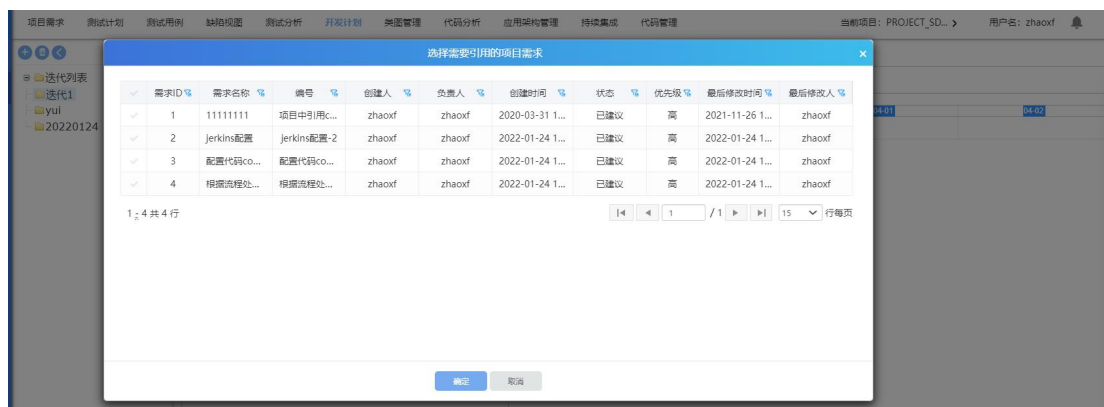 项目需求 测试计划 测试用例 缺陷视图 测试分析 开发计划 类图管理 代码分析 应用架构管理 持续集成 代码管理 当前项目: PROJECT_SD... 用户名: zhaoxf
选择需要引用的项目需求 ×
迭代列表
迭代1
yui
20220124
04-01 04-02
需求ID 需求名称 编号 创建人 负责人 创建时间 状态 优先级 最后修改时间 最后修改人
1 11111111 项目中引用c... zhaoxf zhaoxf 2020-03-31 1... 已建议 高 2021-11-26 1... zhaoxf
2 jerkins配置 jerkins配置-2 zhaoxf zhaoxf 2022-01-24 1... 已建议 高 2022-01-24 1... zhaoxf
3 配置代码co... 配置代码co... zhaoxf zhaoxf 2022-01-24 1... 已建议 高 2022-01-24 1... zhaoxf
4 根据流程处... 根据流程处... zhaoxf zhaoxf 2022-01-24 1... 已建议 高 2022-01-24 1... zhaoxf
1 - 4 共 4 行 1 / 1 15 行每页
确定 取消